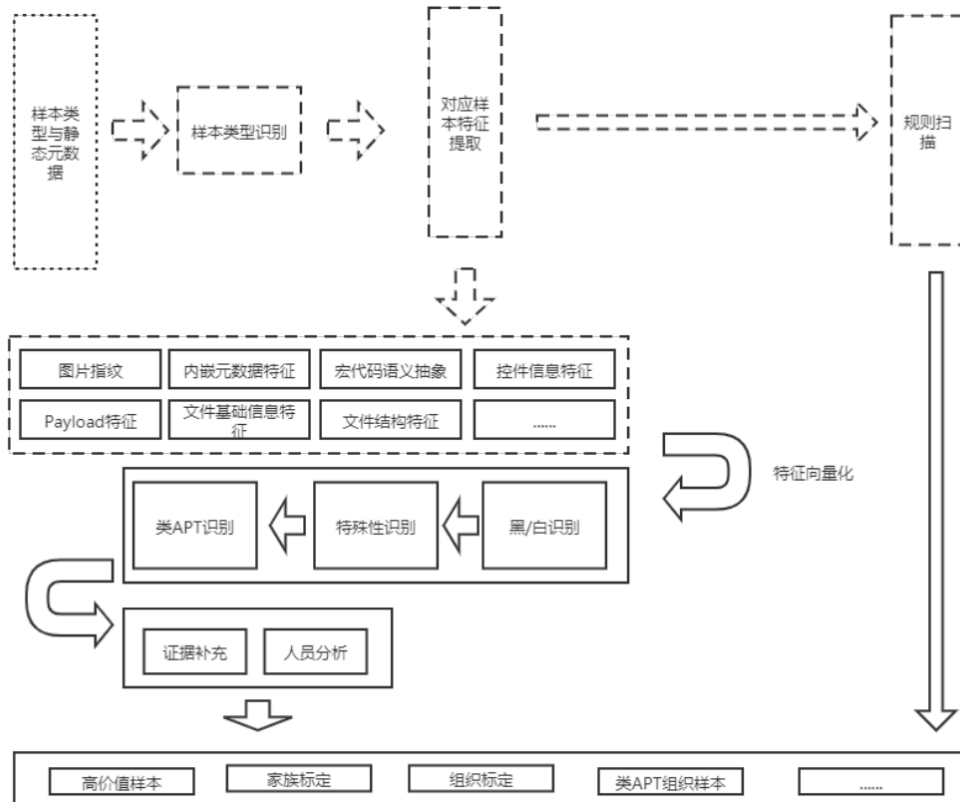 样本类
型与静
态元数
据
样本类型识别
对应样
本特征
提取
规则扫
描
图片指纹
内嵌元数据特征
宏代码语义抽象
控件信息特征
Payload特征
文件基础信息特
征
文件结构特征
......
特征向量化
类APT识别
特殊性识别
黑/白识别
证据补充
人员分析
高价值样本
家族标定
组织标定
类APT组织样本
......